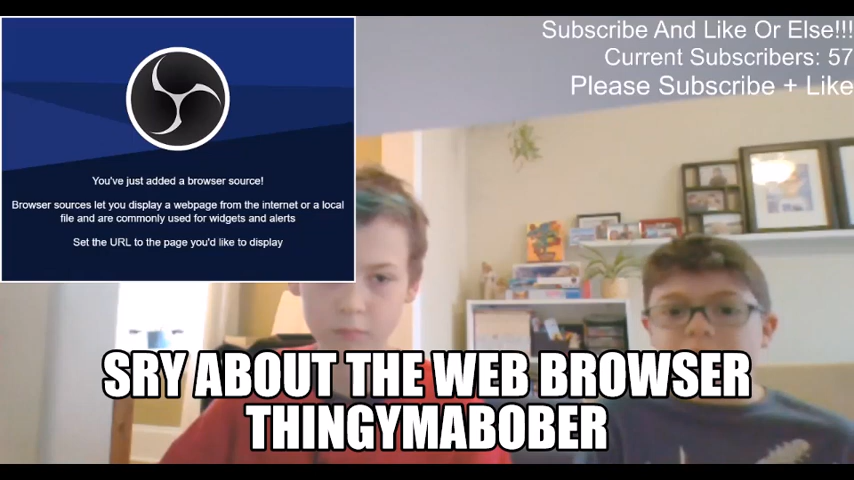 Subscribe And Like Or Else!!!
Current Subscribers: 57
Please Subscribe + Like
You've just added a browser source!
Browser sources let you display a webpage from the internet or a local
file and are commonly used for widgets and alerts
Set the URL to the page you'd like to display
SRY ABOUT THE WEB BROWSER
THINGYMABOBER